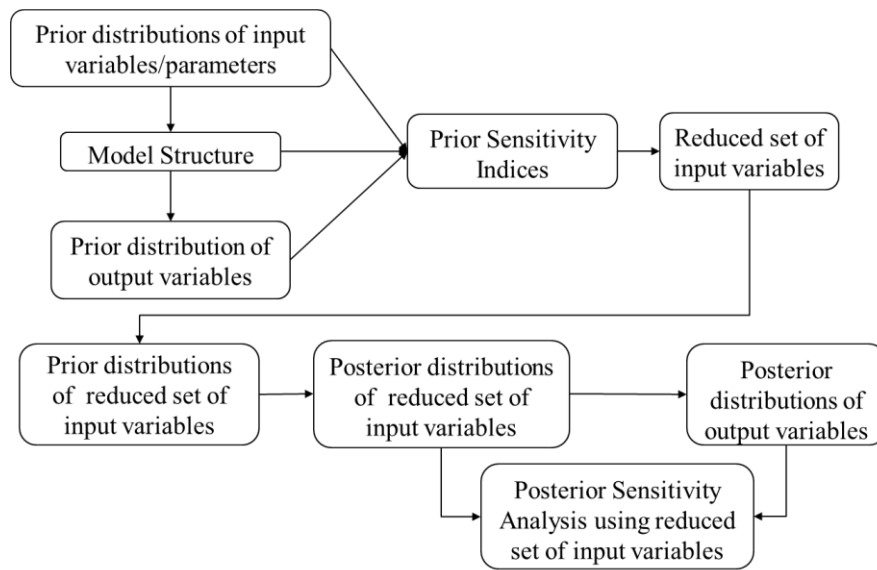 Prior distributions of input
variables/parameters
Model Structure
Prior distribution of
output variables
Prior Sensitivity
Indices
Reduced set of
input variables
Prior distributions
of reduced set of
input variables
Posterior distributions
of reduced set of
input variables
Posterior
distributions of
output variables
Posterior Sensitivity
Analysis using reduced
set of input variables